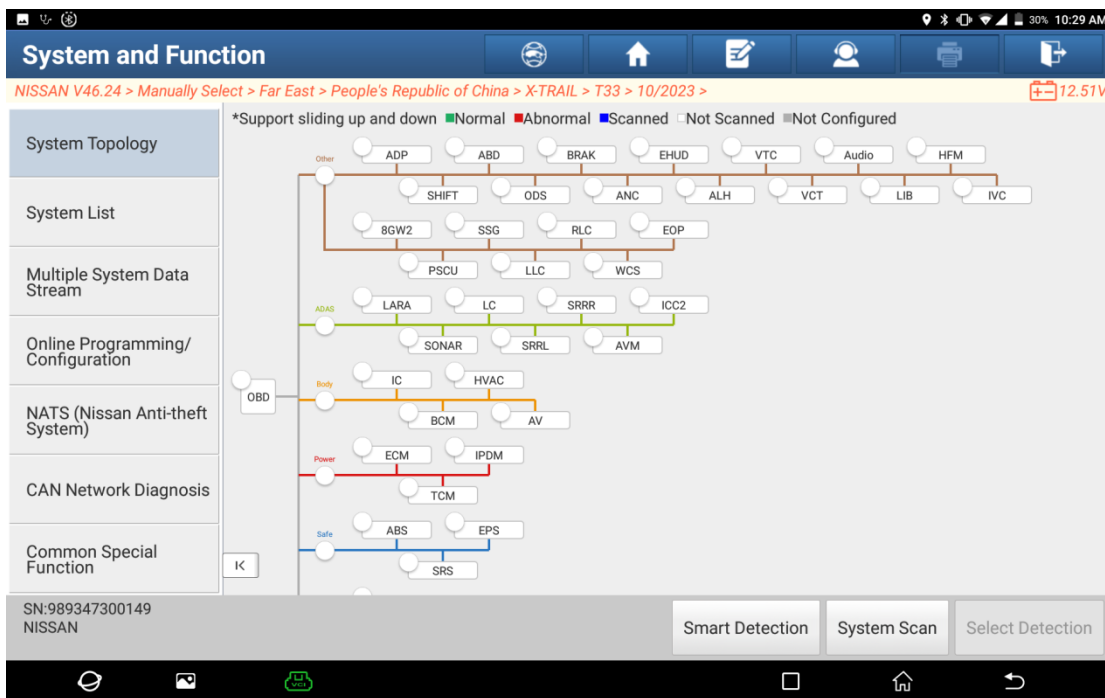 30% 10:29 AM
System and Function
NISSAN V46.24 > Manually Select > Far East > People's Republic of China > X-TRAIL > T33 > 10/2023 >
12.51V
*Support sliding up and down Normal Abnormal Scanned Not Scanned Not Configured
System Topology
System List
Multiple System Data
Stream
Online Programming/
Configuration
NATS (Nissan Anti-theft
System)
CAN Network Diagnosis
Common Special
Function
OBD
Other
ADP ABD BRAK EHUD VTC Audio HFM
SHIFT ODS ANC ALH VCT LIB IVC
8GW2 SSG RLC EOP
PSCU LLC WCS
ADAS
LARA LC SRRR ICC2
SONAR SRRL AVM
Body
IC HVAC
BCM AV
Power
ECM IPDM
TCM
Safe
ABS EPS
SRS
SN:989347300149
NISSAN
Smart Detection System Scan Select Detection
VCI